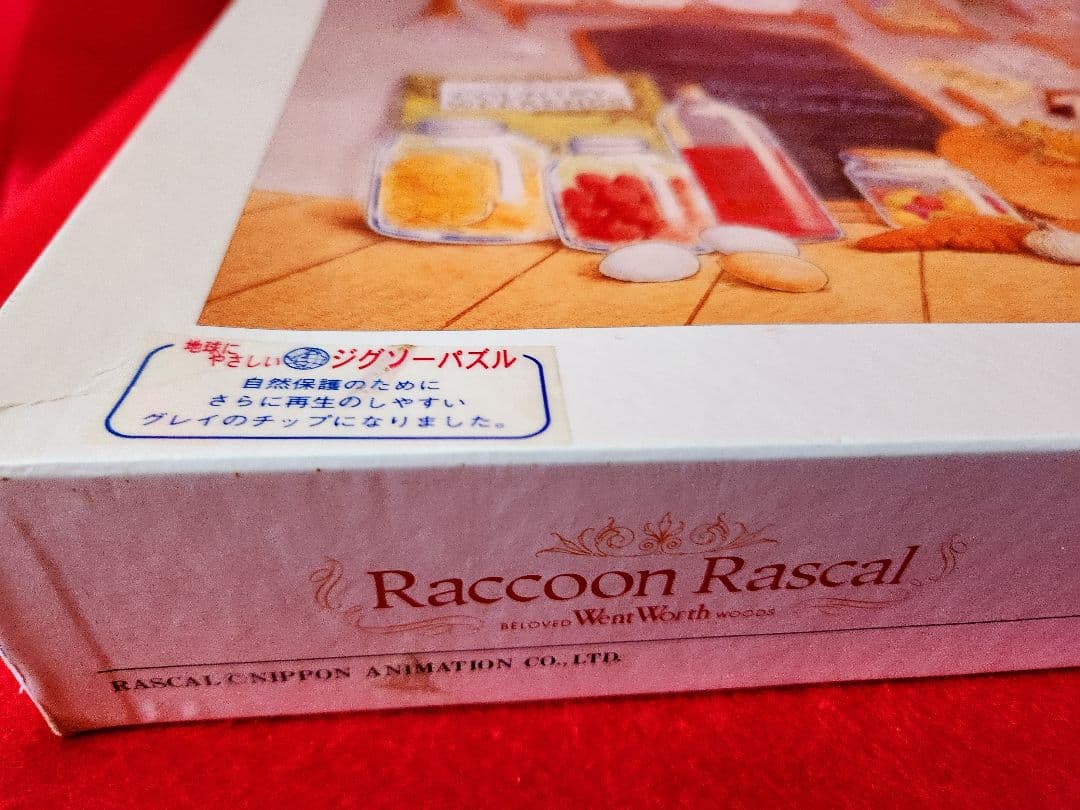 地球に
やさしい ジグソーパズル
自然保護のために
さらに再生のしやすい
グレイのチップになりました。
Raccoon Rascal
BELOVED Went Worth WOODS
RASCAL © NIPPON ANIMATION CO., LTD.